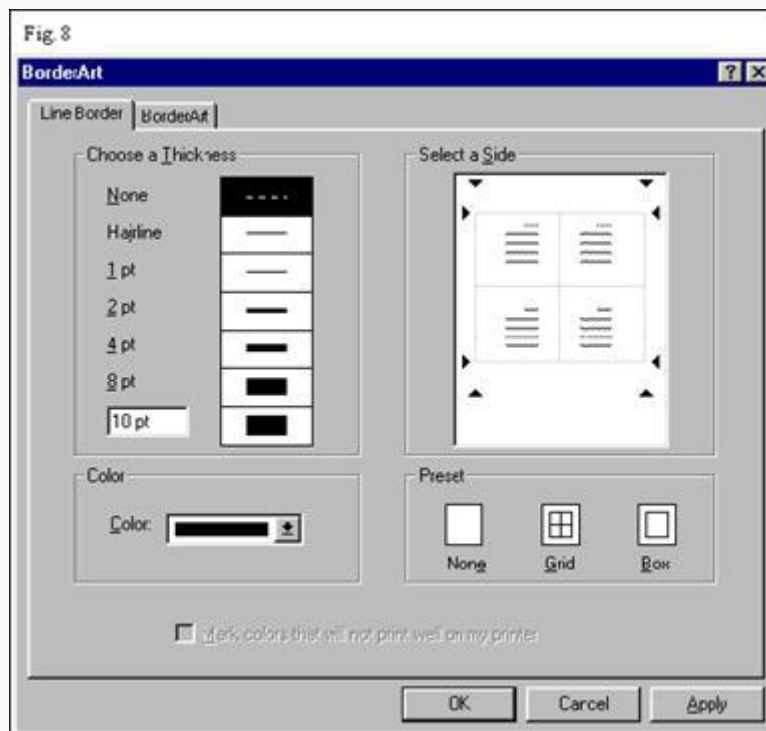 Fig. 8
BorderArt
Line Border BorderArt
Choose a Thickness
None
Hairline
1 pt
2 pt
4 pt
8 pt
10 pt
Select a Side
Color
Color:
Preset
None Grid Box
Mark colors that will not print well on my printer
OK Cancel Apply